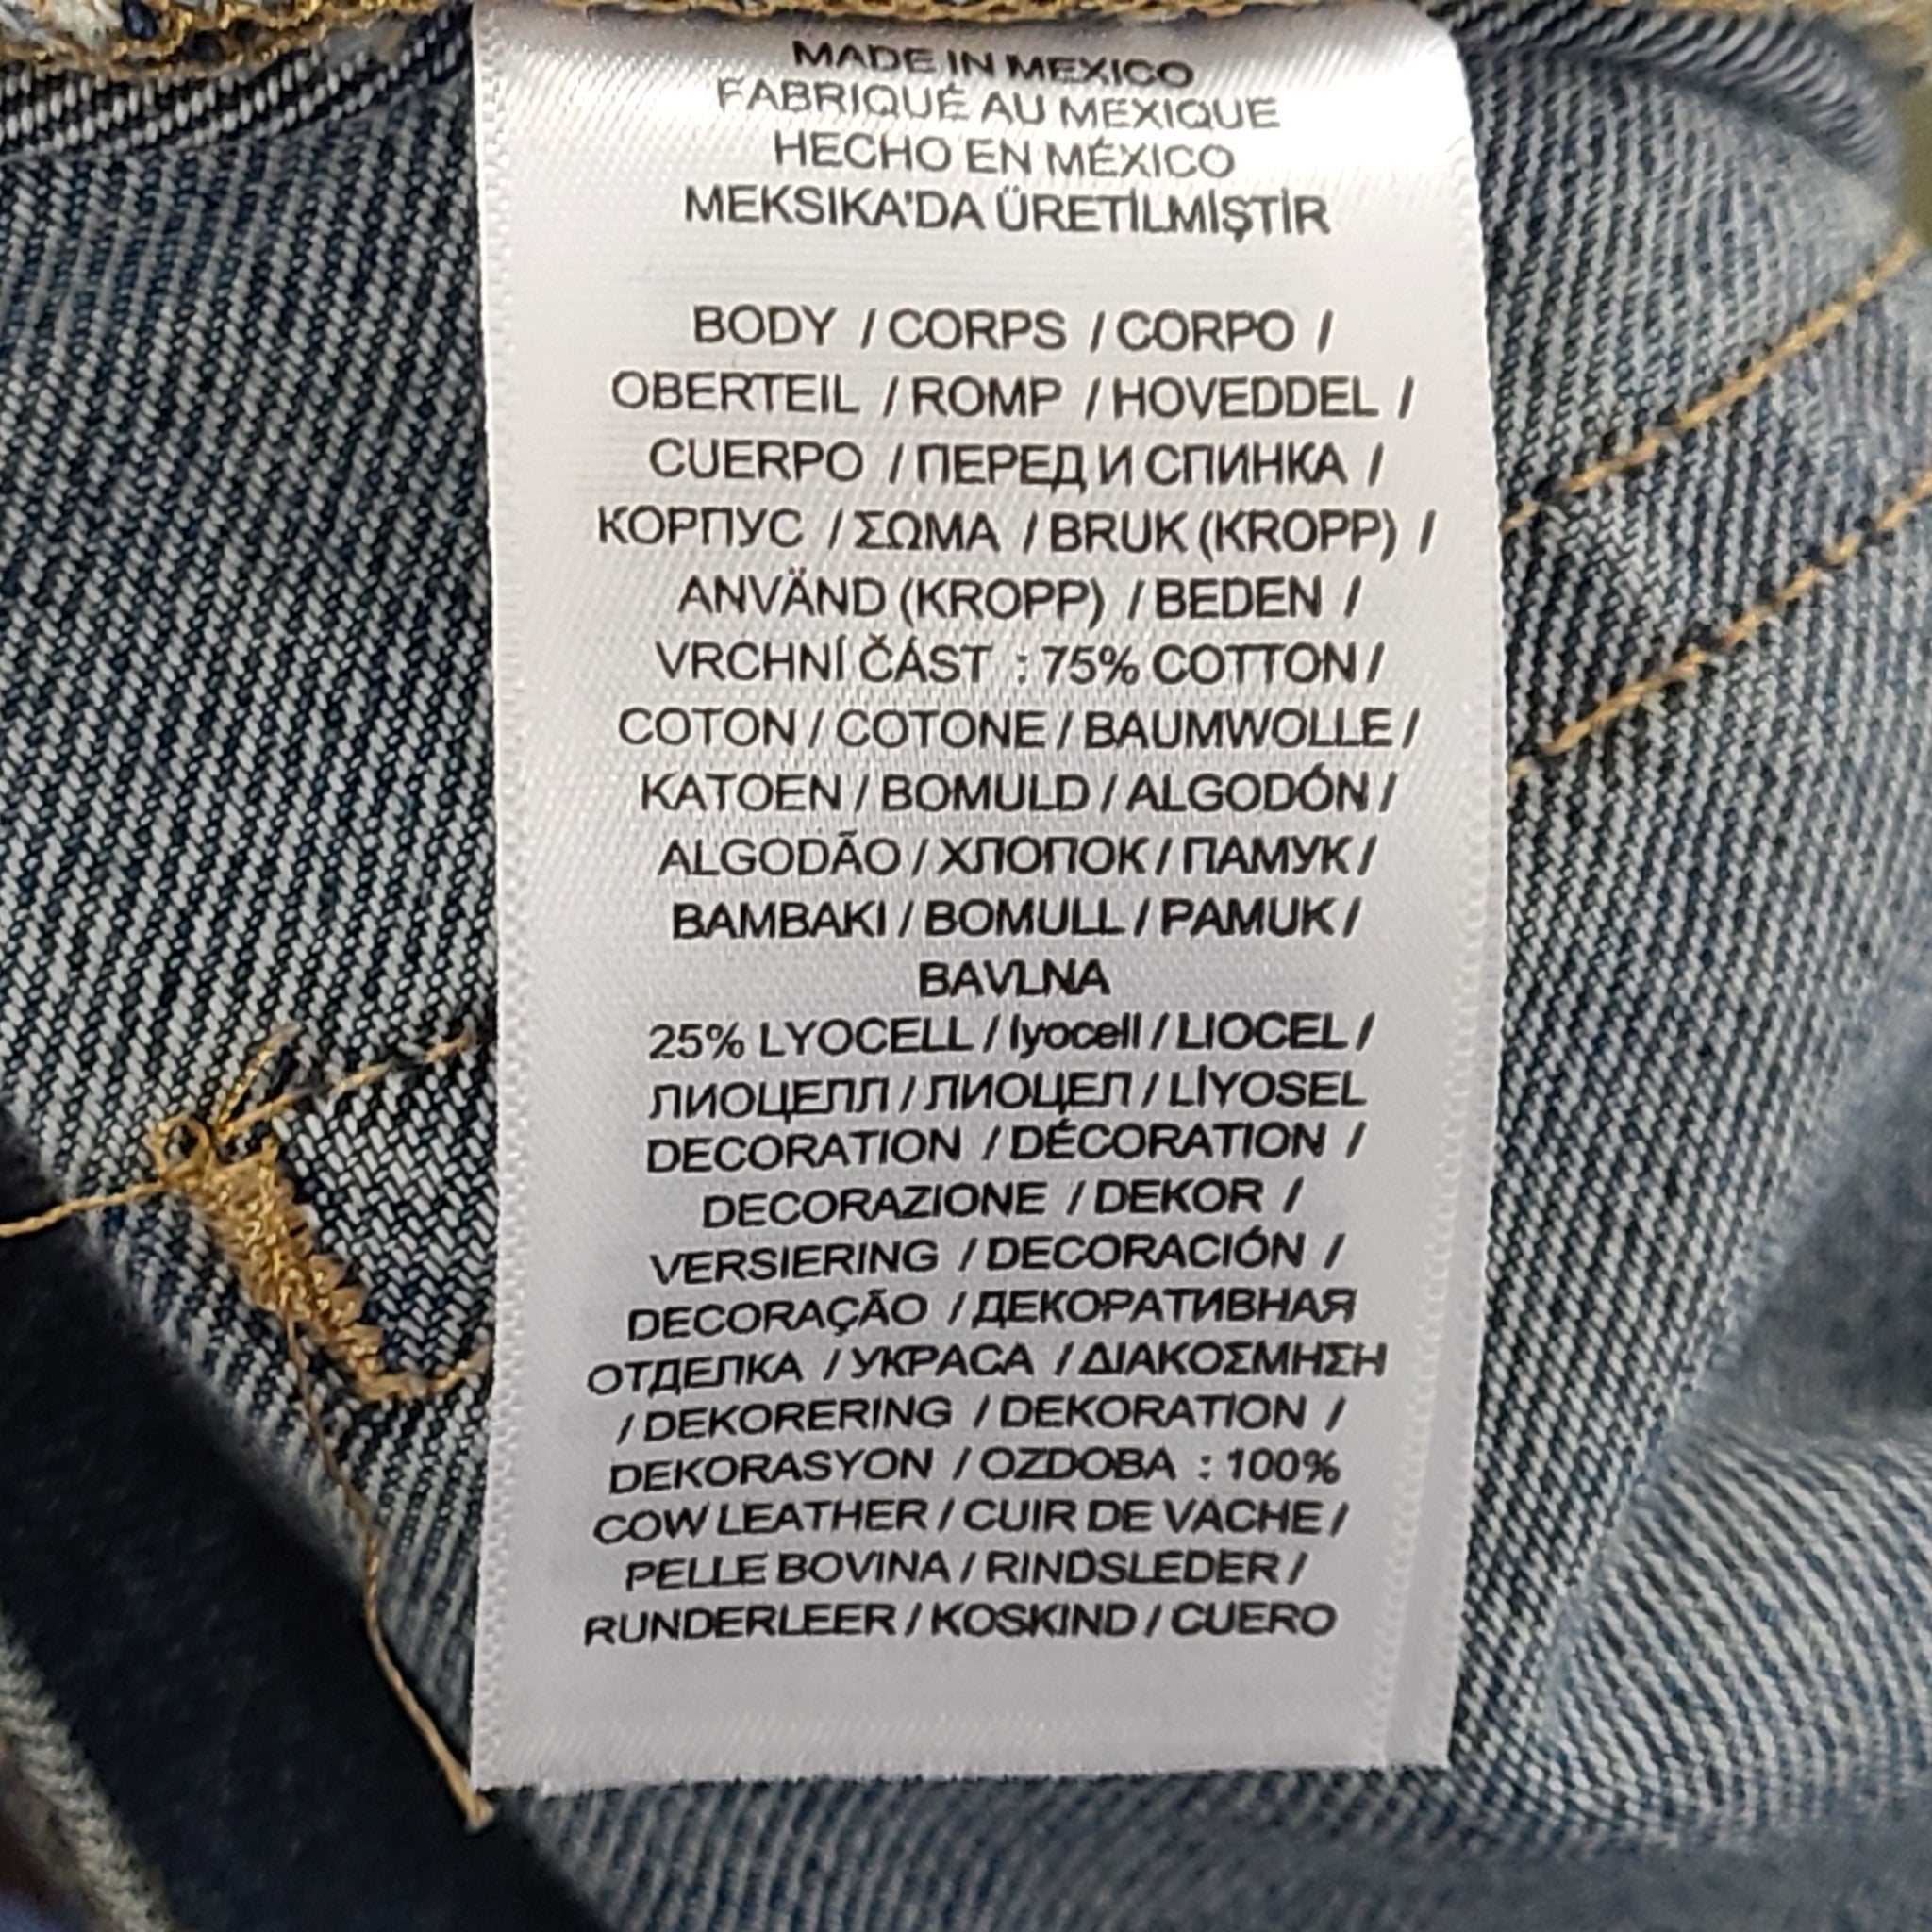 MADE IN MEXICO
FABRIQUÉ AU MEXIQUE
HECHO EN MÉXICO
MEKSIKA'DA ÜRETİLMİŞTİR
BODY / CORPS / CORPO /
OBERTEIL / ROMP / HOVEDDEL /
CUERPO / ПЕРЕД И СПИНКА /
КОРПУС / ΣΩΜΑ / BRUK (KROPP) /
ANVÄND (KROPP) / BEDEN /
VRCHNÍ ČÁST : 75% COTTON /
COTON / COTONE / BAUMWOLLE /
KATOEN / BOMULD / ALGODÓN /
ALGODÃO / ХЛОПОК / ПАМУК /
BAMBAKI / BOMULL / PAMUK /
BAVLNA
25% LYOCELL / lyocell / LIOCEL /
ЛИОЦЕЛЛ / ЛИОЦЕЛ / LİYOSEL
DECORATION / DÉCORATION /
DECORAZIONE / DEKOR /
VERSIERING / DECORACIÓN /
DECORAÇÃO / ДЕКОРАТИВНАЯ
ОТДЕЛКА / УКРАСА / ΔΙΑΚΟΣΜΗΣΗ
/ DEKORERING / DEKORATION /
DEKORASYON / OZDOBA : 100%
COW LEATHER / CUIR DE VACHE /
PELLE BOVINA / RINDSLEDER /
RUNDERLEER / KOSKIND / CUERO